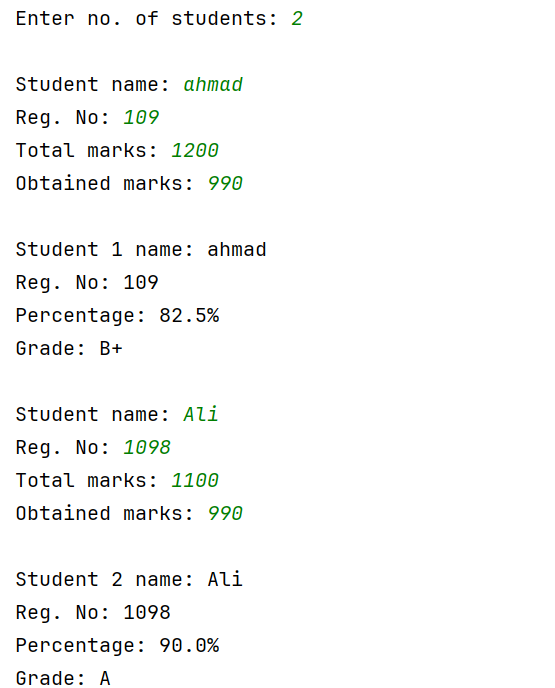 Enter no. of students: 2
Student name: ahmad
Reg. No: 109
Total marks: 1200
Obtained marks: 990
Student 1 name: ahmad
Reg. No: 109
Percentage: 82.5%
Grade: B+
Student name: Ali
Reg. No: 1098
Total marks: 1100
Obtained marks: 990
Student 2 name: Ali
Reg. No: 1098
Percentage: 90.0%
Grade: A